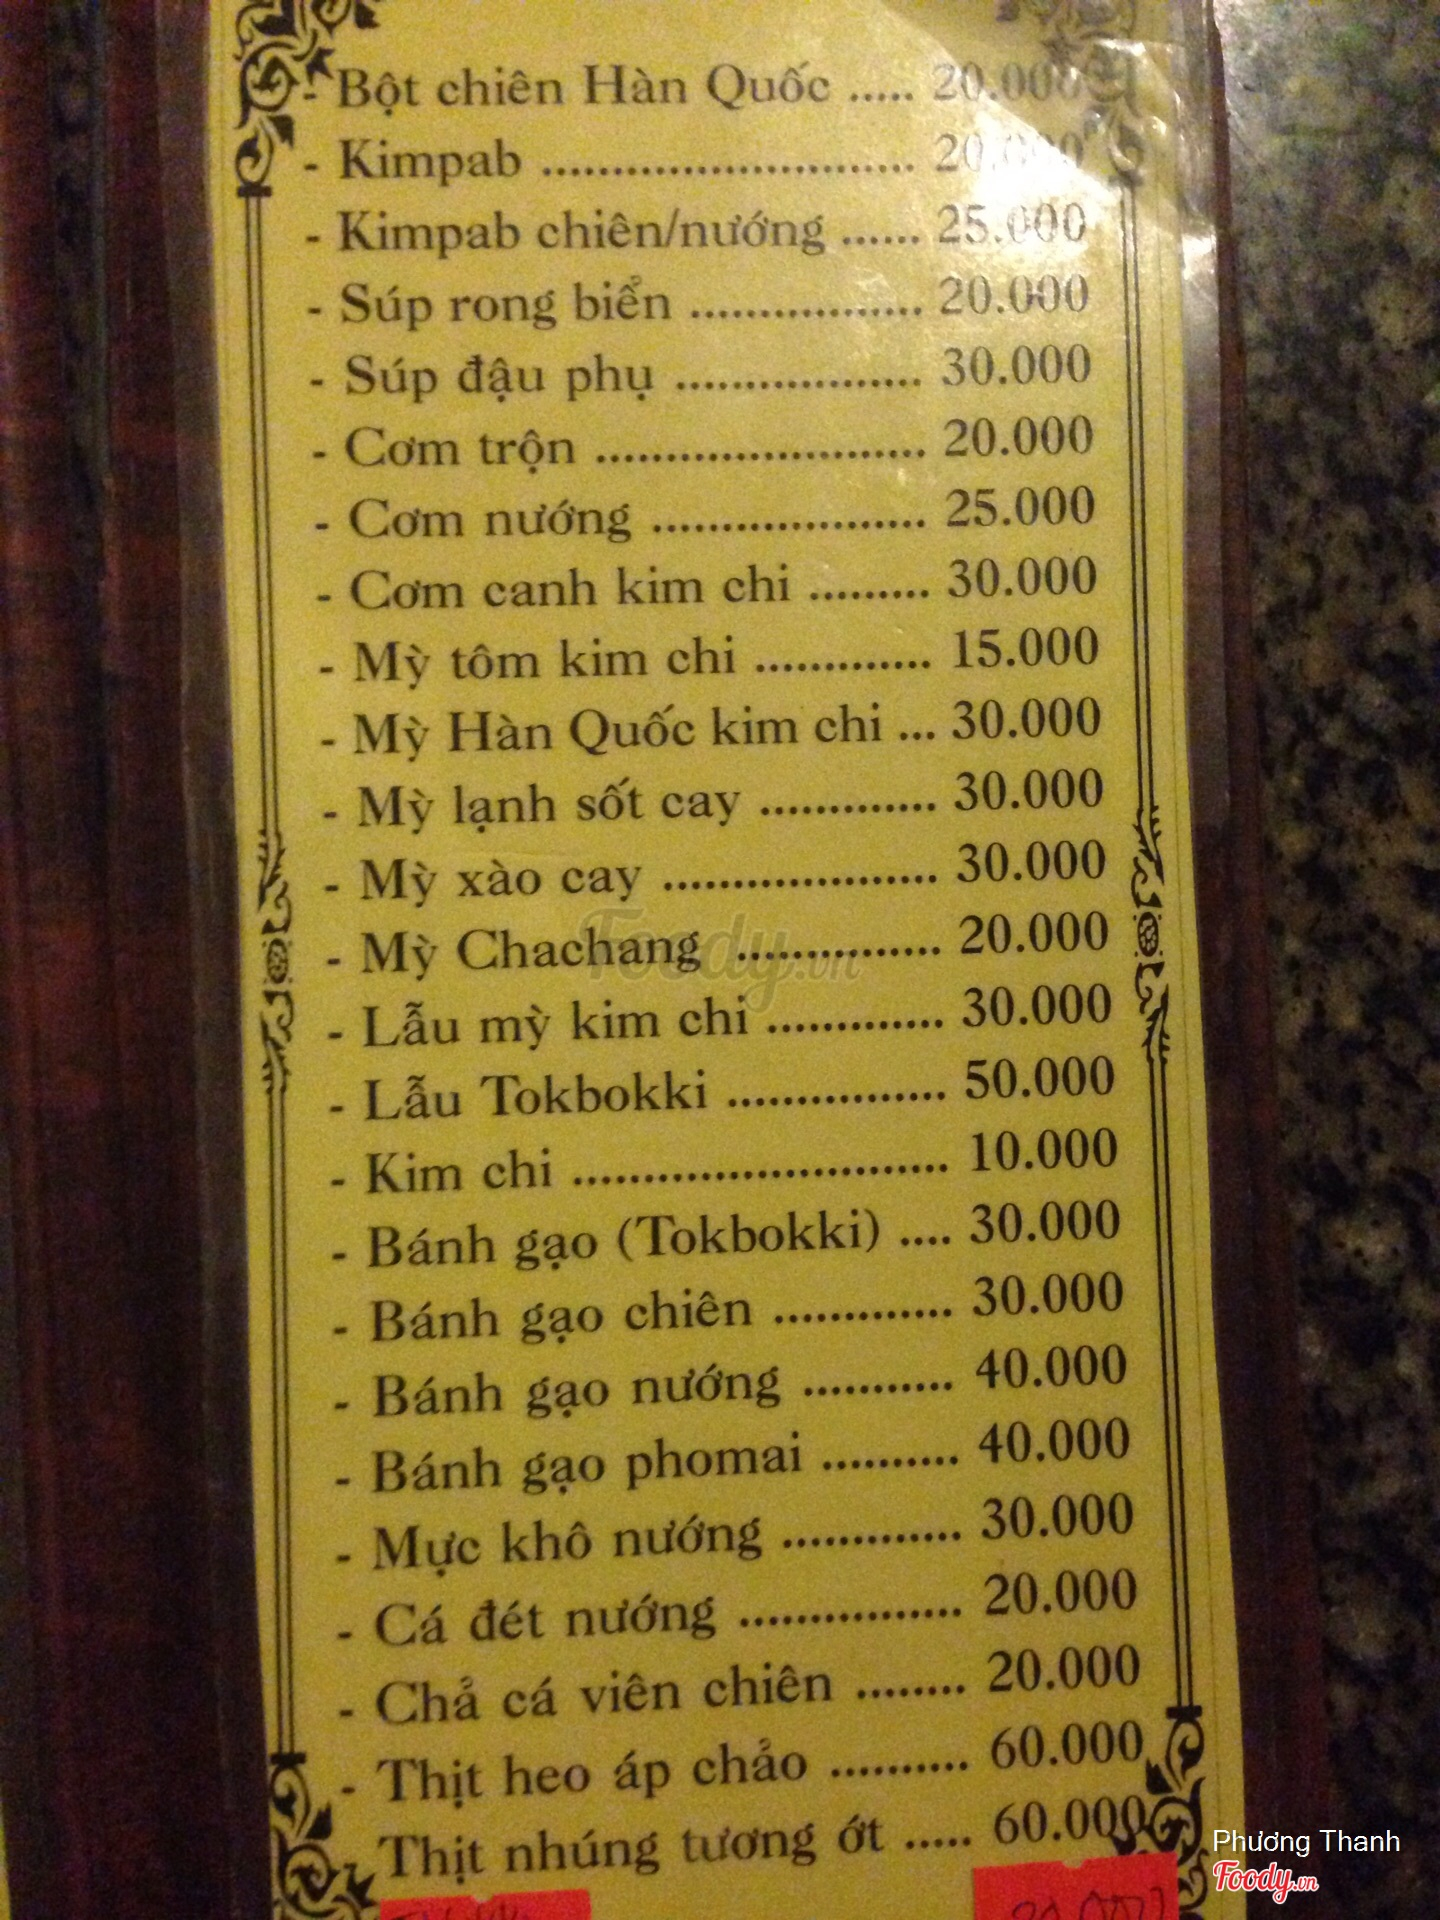 - Bột chiên Hàn Quốc ..... 20.000
- Kimpab ........................... 20.000
- Kimpab chiên/nướng ...... 25.000
- Súp rong biển ................. 20.000
- Súp đậu phụ .................. 30.000
- Cơm trộn ........................ 20.000
- Cơm nướng .................... 25.000
- Cơm canh kim chi ......... 30.000
- Mỳ tôm kim chi ............. 15.000
- Mỳ Hàn Quốc kim chi ... 30.000
- Mỳ lạnh sốt cay ............. 30.000
- Mỳ xào cay .................... 30.000
- Mỳ Chachang ............... 20.000
- Lẫu mỳ kim chi ............. 30.000
- Lẫu Tokbokki ................ 50.000
- Kim chi ........................... 10.000
- Bánh gạo (Tokbokki) .... 30.000
- Bánh gạo chiên ............. 30.000
- Bánh gạo nướng ........... 40.000
- Bánh gạo phomai .......... 40.000
- Mực khô nướng ............. 30.000
- Cá đét nướng ................ 20.000
- Chả cá viên chiên ........ 20.000
- Thịt heo áp chảo .......... 60.000
Thịt nhúng tương ớt ..... 60.000
Foody.vn
Phương Thanh
Foody.vn